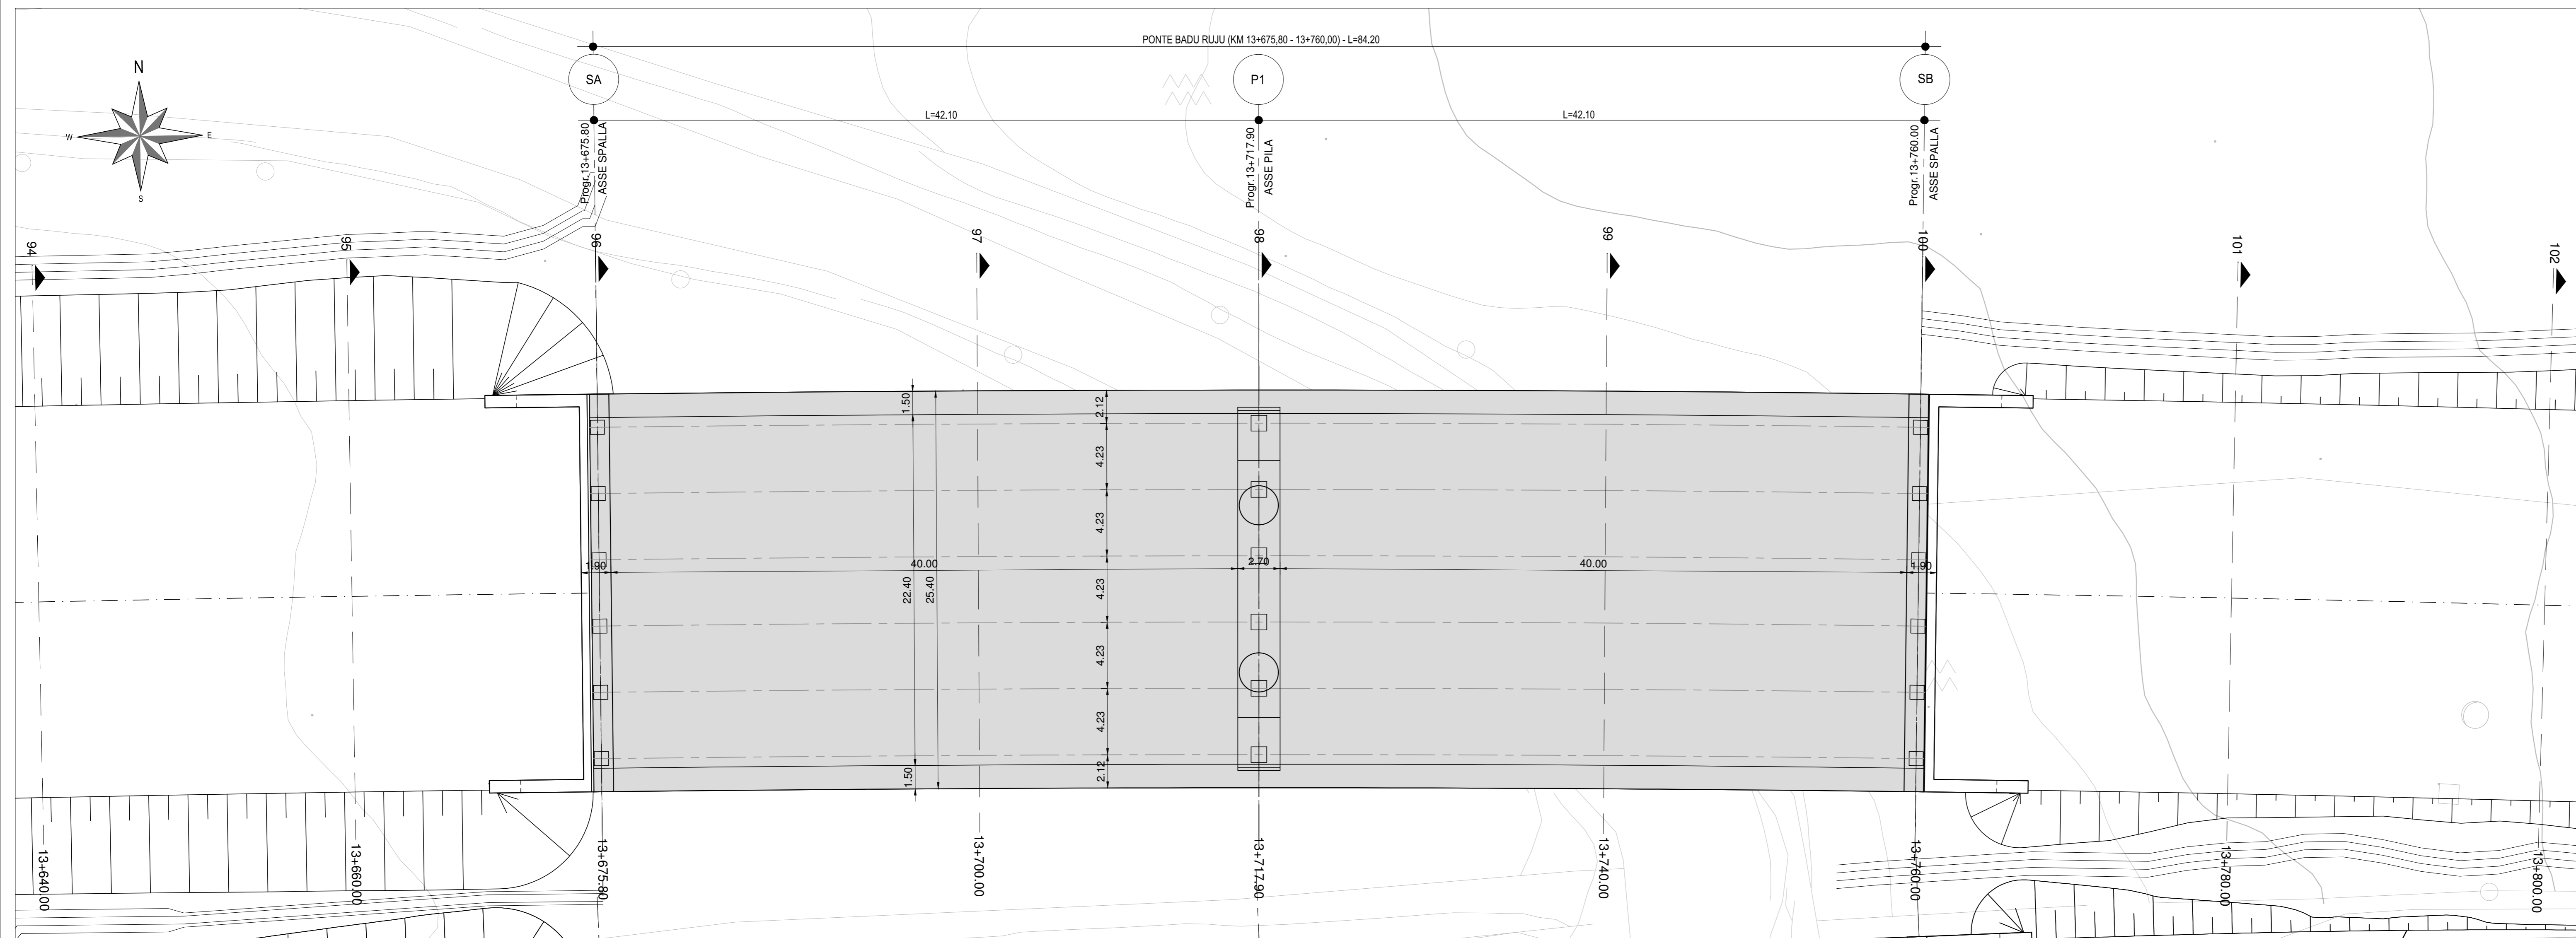 PONTE BADU RUJU (KM 13+675,80 - 13+760,00) - L=84.20
N
W
E
S
SA
P1
SB
L=42.10
L=42.10
Progr.13+675.80
ASSE SPALLA
Progr.13+717.90
ASSE PILA
Progr.13+760.00
ASSE SPALLA
94
95
96
97
98
99
100
101
102
1.50
2.12
4.23
4.23
4.23
4.23
4.23
2.12
22.40
25.40
1.50
1.90
40.00
2.70
40.00
1.90
13+640.00
13+660.00
13+675.80
13+700.00
13+717.90
13+740.00
13+760.00
13+780.00
13+800.00